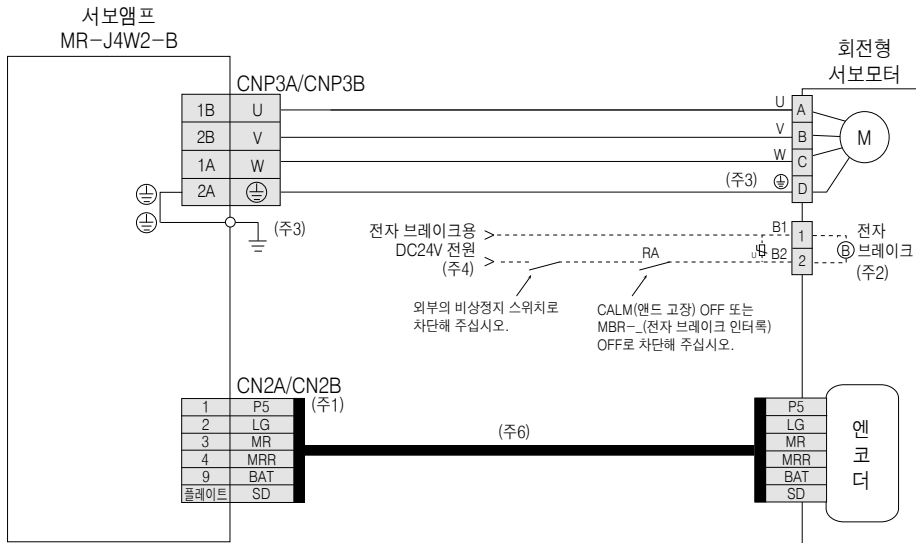 서보앰프
MR-J4W2-B
회전형
서보모터
CNP3A/CNP3B
1B U
2B V
1A W
2A
(주3)
U A
V B
W C
(주3) D
M
전자 브레이크용
DC24V 전원
(주4)
RA
B1 1
U B2 2
B
전자
브레이크
(주2)
외부의 비상정지 스위치로
차단해 주십시오.
CALM(앤드 고장) OFF 또는
MBR-_(전자 브레이크 인터록)
OFF로 차단해 주십시오.
CN2A/CN2B
(주1)
1 P5
2 LG
3 MR
4 MRR
9 BAT
플레이트 SD
(주6)
P5
LG
MR
MRR
BAT
SD
엔
코
더